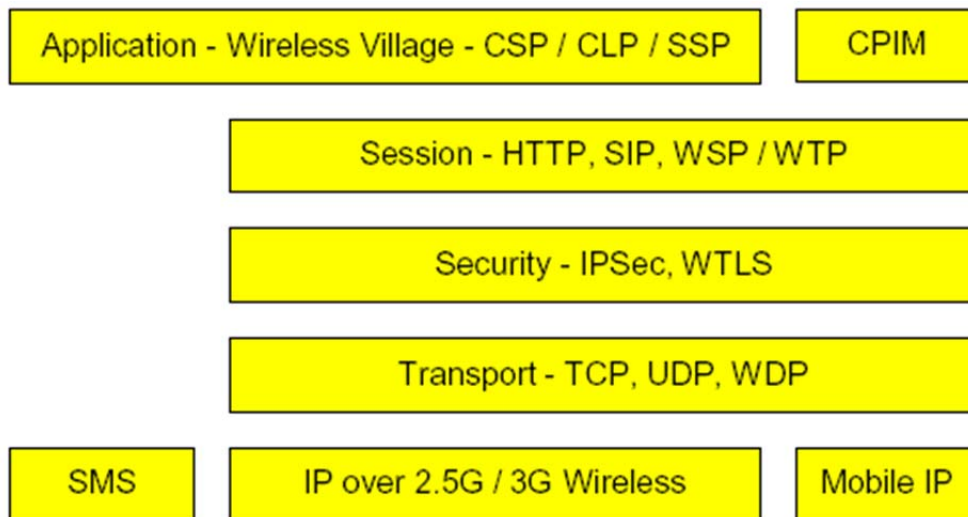 Application - Wireless Village - CSP / CLP / SSP
CPIM
Session - HTTP, SIP, WSP / WTP
Security - IPSec, WTLS
Transport - TCP, UDP, WDP
SMS
IP over 2.5G / 3G Wireless
Mobile IP